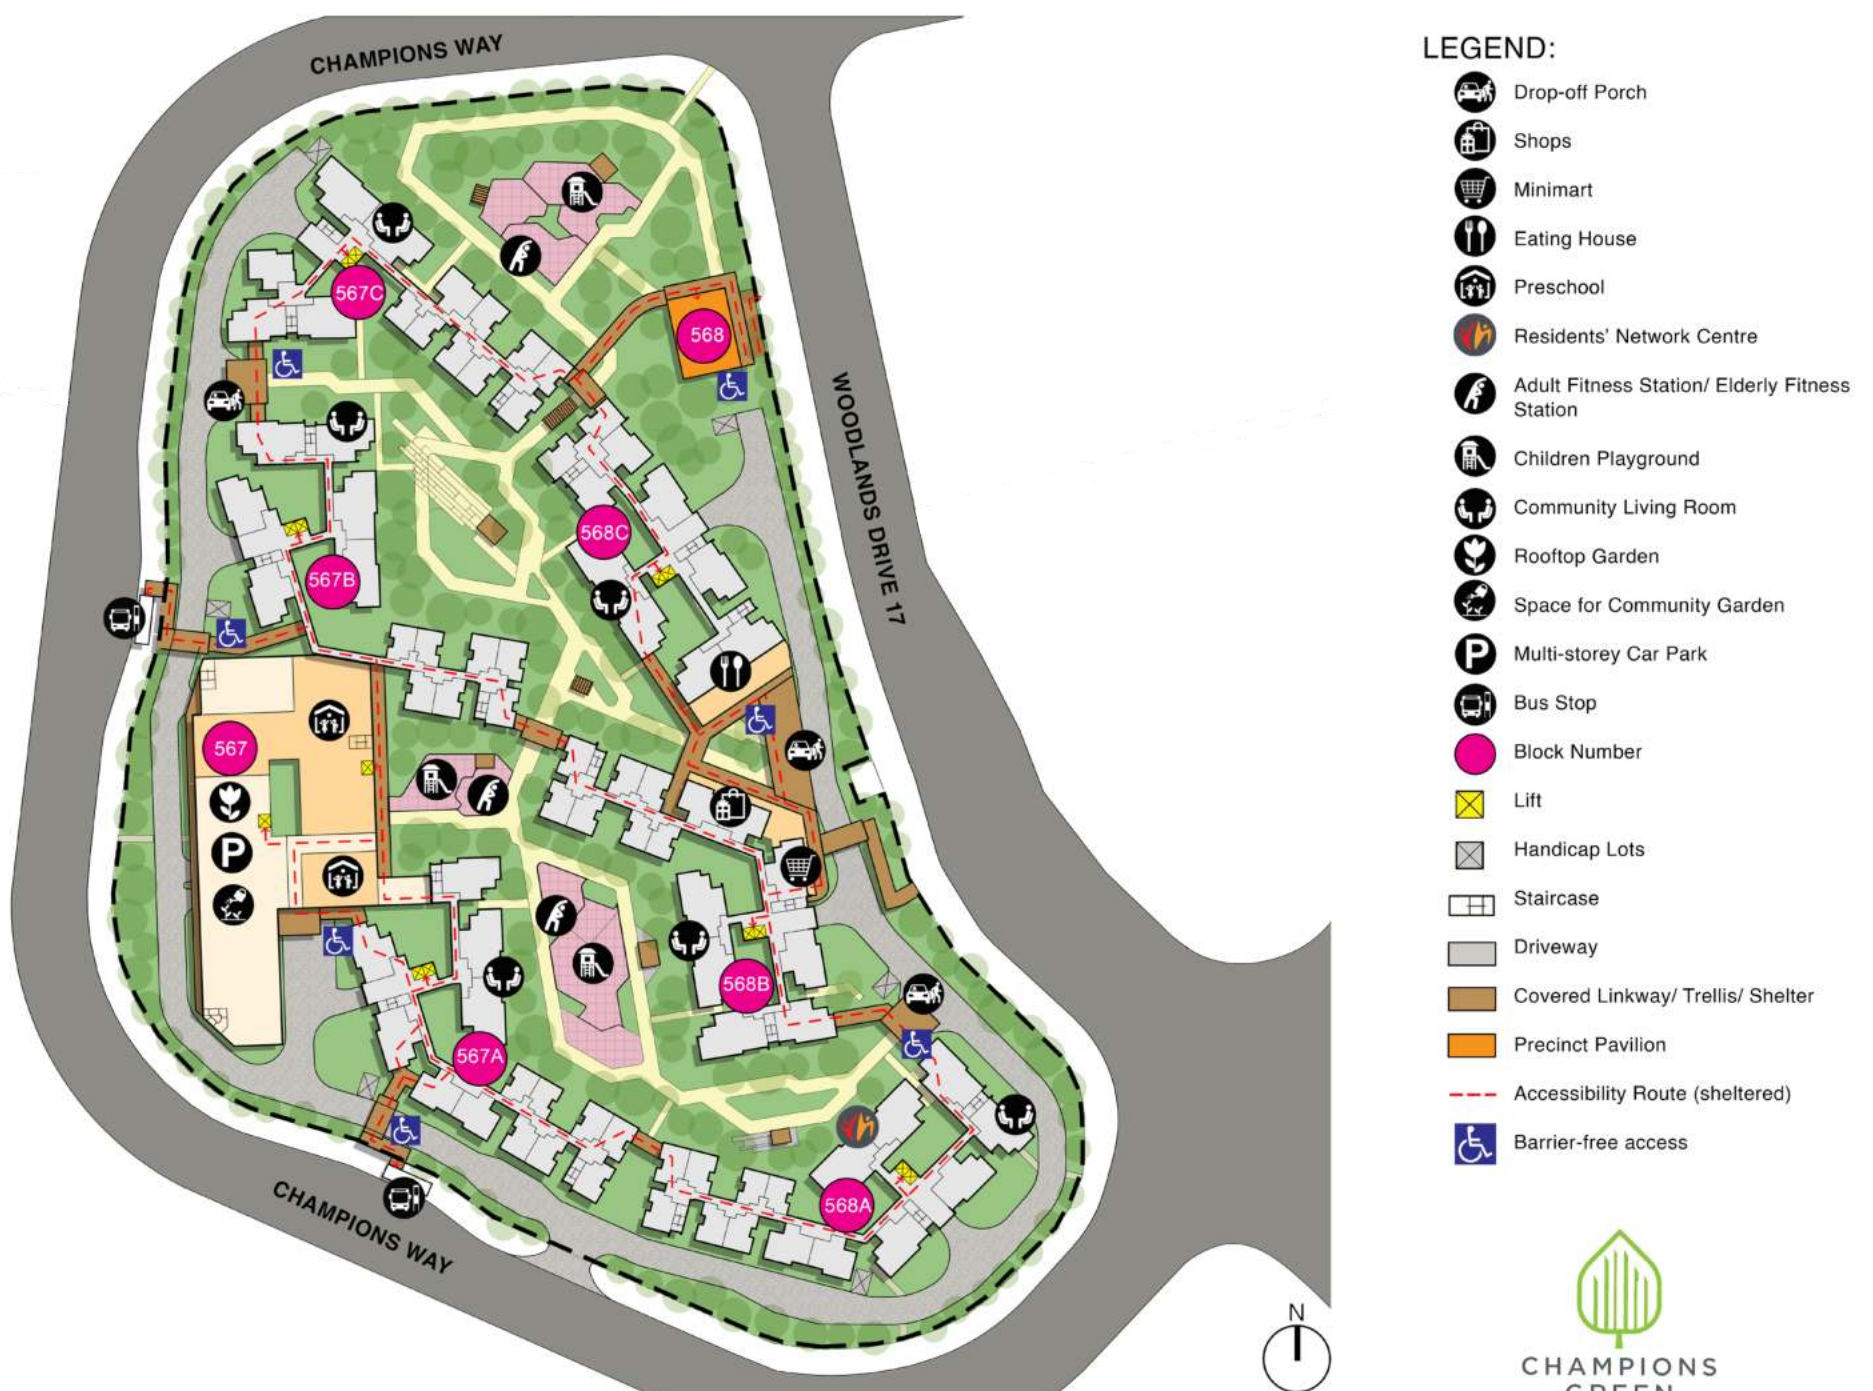 CHAMPIONS WAY
567C
568
WOODLANDS DRIVE 17
568C
567B
567
P
568B
567A
568A
CHAMPIONS WAY
N
LEGEND:
Drop-off Porch
Shops
Minimart
Eating House
Preschool
Residents' Network Centre
Adult Fitness Station/ Elderly Fitness
Station
Children Playground
Community Living Room
Rooftop Garden
Space for Community Garden
P Multi-storey Car Park
Bus Stop
Block Number
Lift
Handicap Lots
Staircase
Driveway
Covered Linkway/ Trellis/ Shelter
Precinct Pavilion
Accessibility Route (sheltered)
Barrier-free access
CHAMPIONS
GREEN